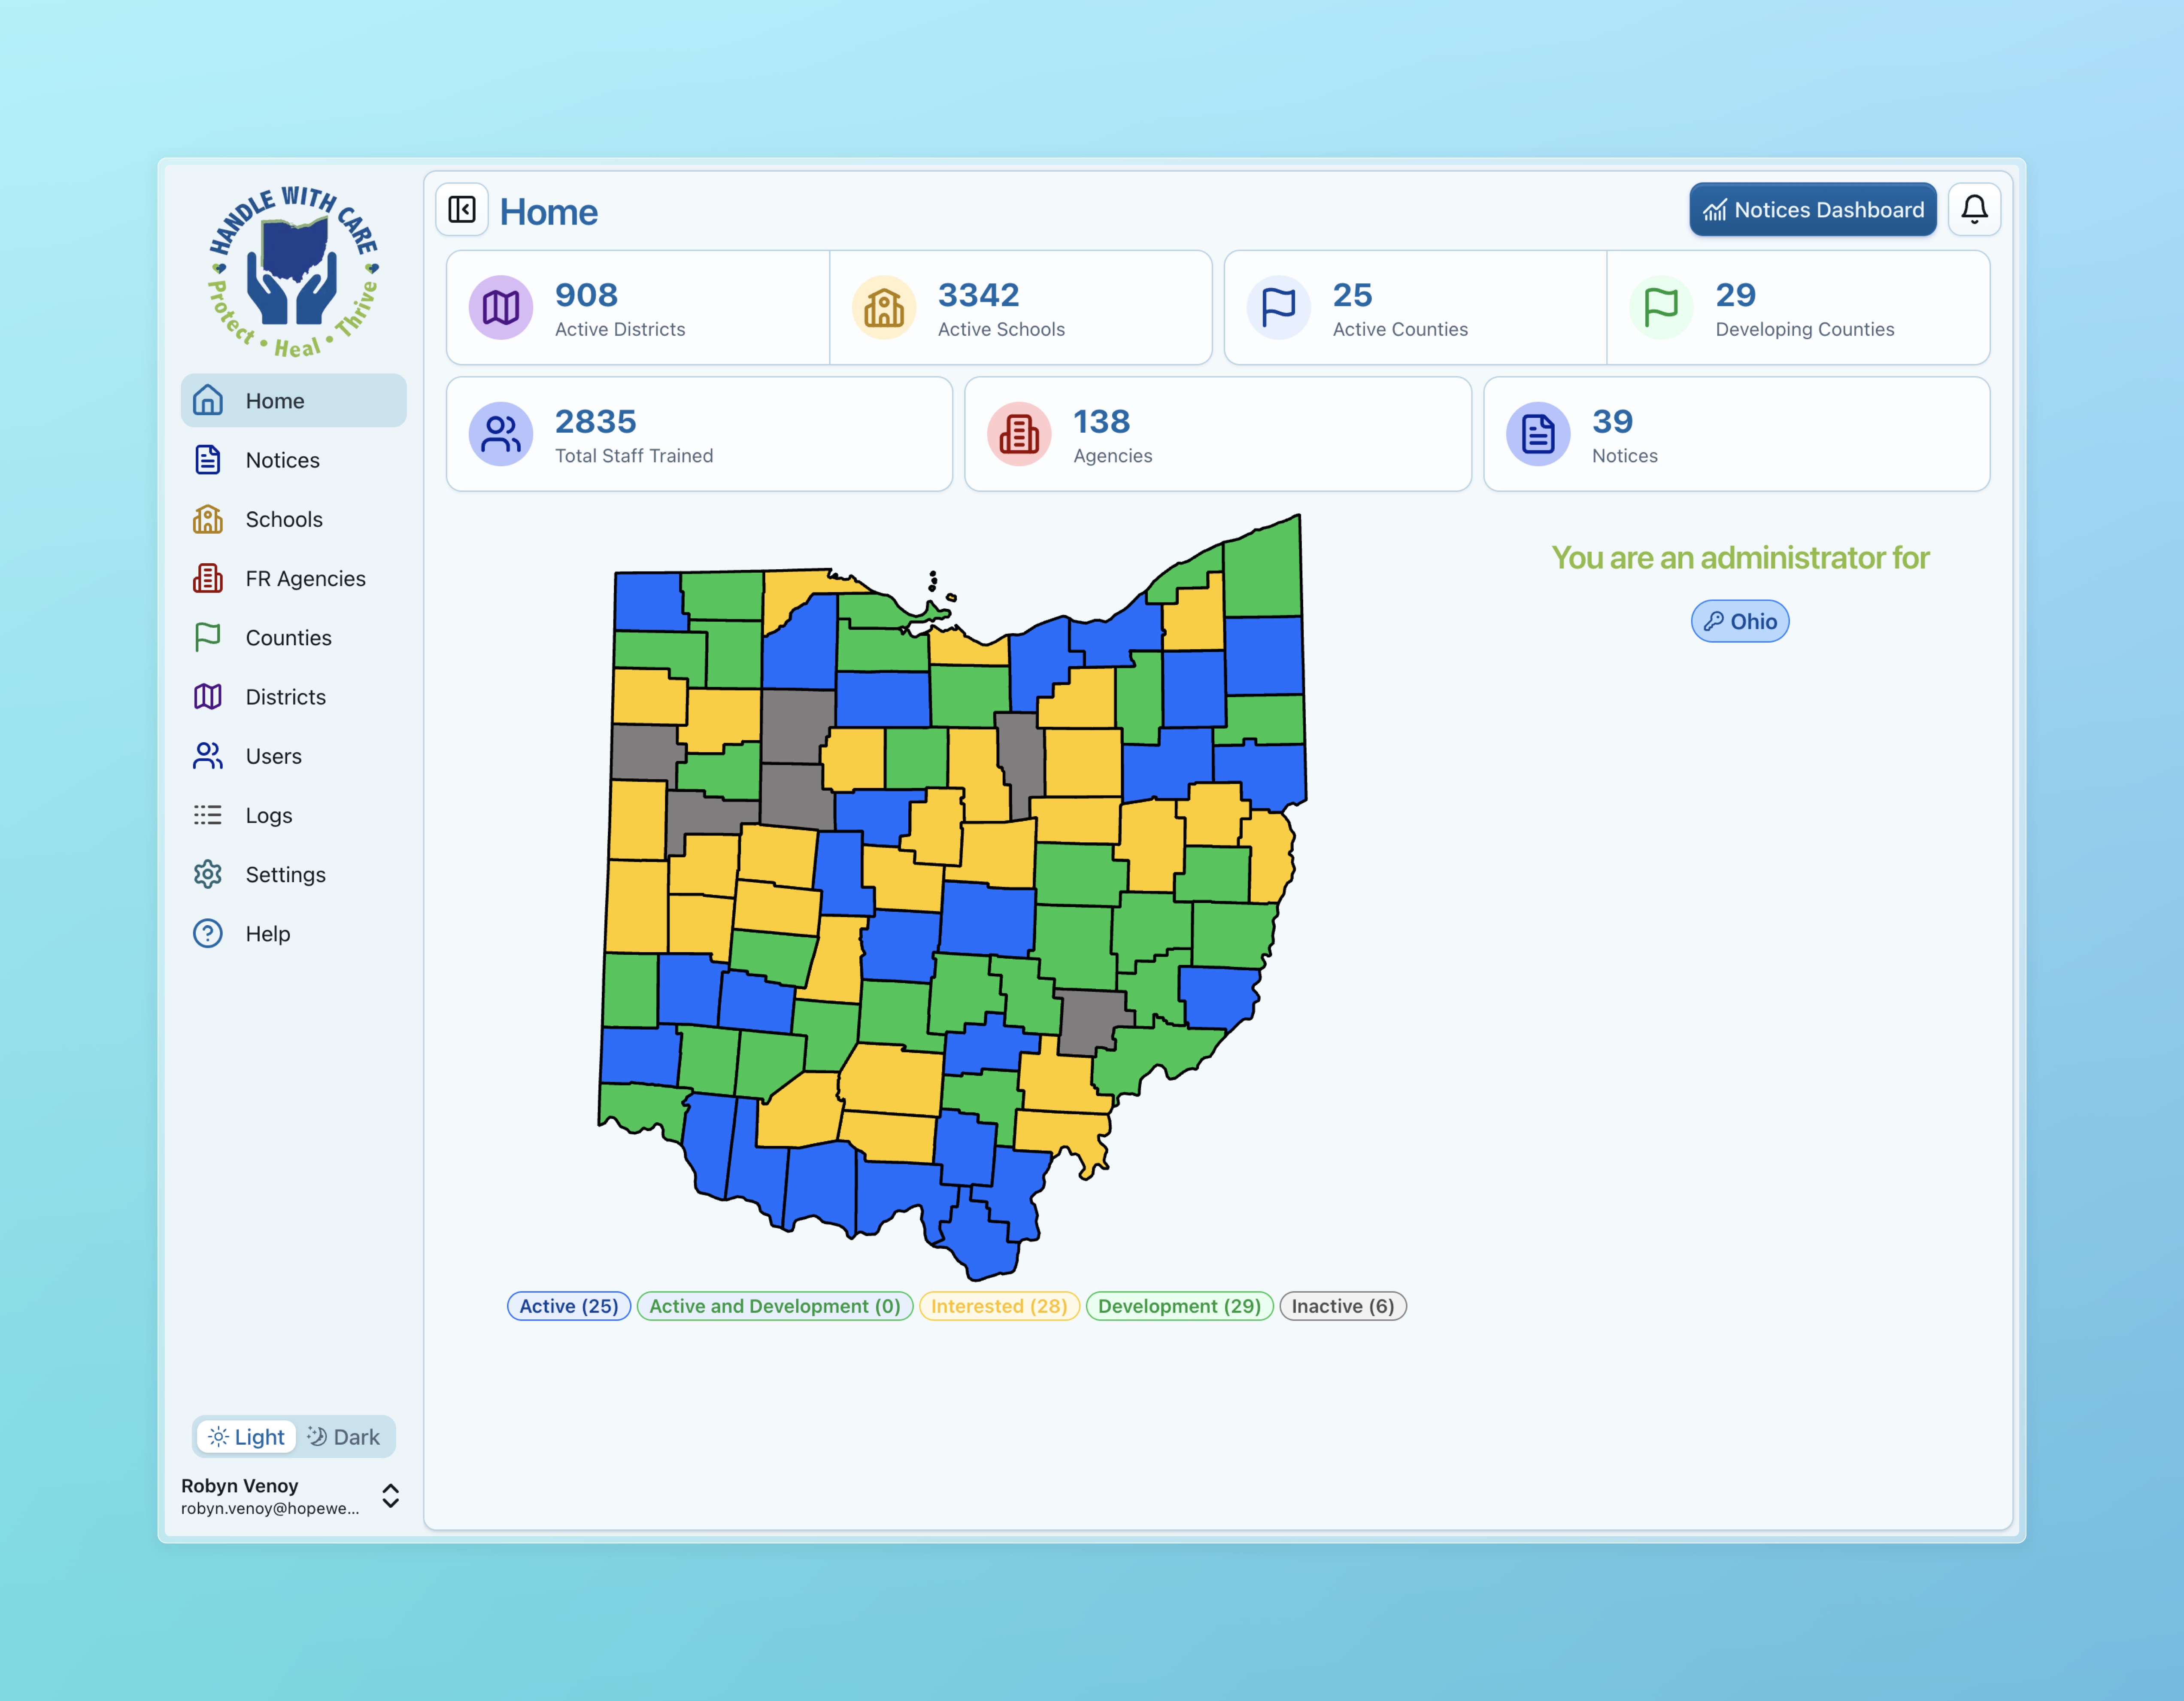 HANDLE WITH CARE
Protect • Heal • Thrive
Home
Notices
Schools
FR Agencies
Counties
Districts
Users
Logs
Settings
Help
Light
Dark
Robyn Venoy
robyn.venoy@hopewe...
Home
Notices Dashboard
908
Active Districts
3342
Active Schools
25
Active Counties
29
Developing Counties
2835
Total Staff Trained
138
Agencies
39
Notices
You are an administrator for
Ohio
Active (25)
Active and Development (0)
Interested (28)
Development (29)
Inactive (6)